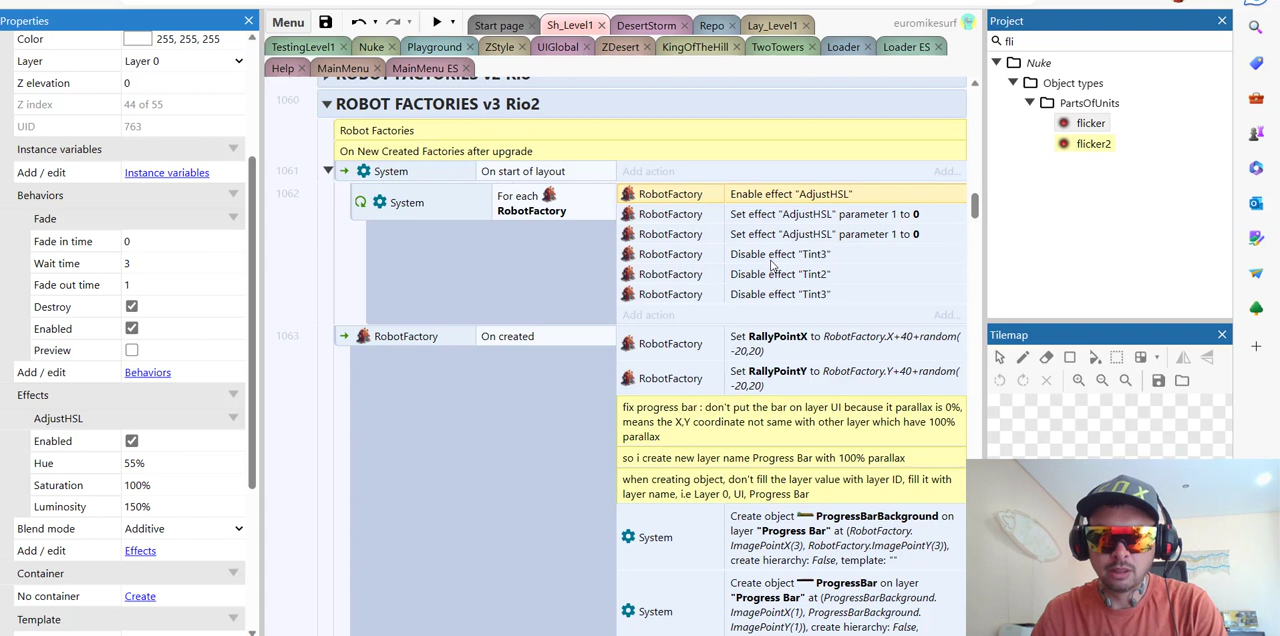 Properties
Color 255, 255, 255
Layer Layer 0
Z elevation 0
Z index 44 of 55
UID 763
Instance variables
Add / edit Instance variables
Behaviors
Fade
Fade in time 0
Wait time 3
Fade out time 1
Destroy
Enabled
Preview
Add / edit Behaviors
Effects
AdjustHSL
Enabled
Hue 55%
Saturation 100%
Luminosity 150%
Blend mode Additive
Add / edit Effects
Container
No container Create
Template
Menu Start page Sh_Level1 DesertStorm Repo Lay_Level1 euromikesurf
TestingLevel1 Nuke Playground ZStyle UIGlobal ZDesert KingOfTheHill TwoTowers Loader Loader ES
Help MainMenu MainMenu ES
1060 ROBOT FACTORIES v3 Rio2
Robot Factories
On New Created Factories after upgrade
1061 System On start of layout Add action Add...
1062 System For each RobotFactory
RobotFactory Enable effect "AdjustHSL"
RobotFactory Set effect "AdjustHSL" parameter 1 to 0
RobotFactory Set effect "AdjustHSL" parameter 1 to 0
RobotFactory Disable effect "Tint3"
RobotFactory Disable effect "Tint2"
RobotFactory Disable effect "Tint3"
Add action Add...
1063 RobotFactory On created
RobotFactory Set RallyPointX to RobotFactory.X+40+random(
-20,20)
RobotFactory Set RallyPointY to RobotFactory.Y+40+random(
-20,20)
fix progress bar : don't put the bar on layer UI because it parallax is 0%,
means the X,Y coordinate not same with other layer which have 100%
parallax
so i create new layer name Progress Bar with 100% parallax
when creating object, don't fill the layer value with layer ID, fill it with
layer name, i.e Layer 0, UI, Progress Bar
System Create object ProgressBarBackground on
layer "Progress Bar" at (RobotFactory.
ImagePointX(3), RobotFactory.ImagePointY(3)),
create hierarchy: False, template: ""
System Create object ProgressBar on layer
"Progress Bar" at (ProgressBarBackground.
ImagePointX(1), ProgressBarBackground.
ImagePointY(1)), create hierarchy: False,
Project
fli
Nuke
Object types
PartsOfUnits
flicker
flicker2
Tilemap